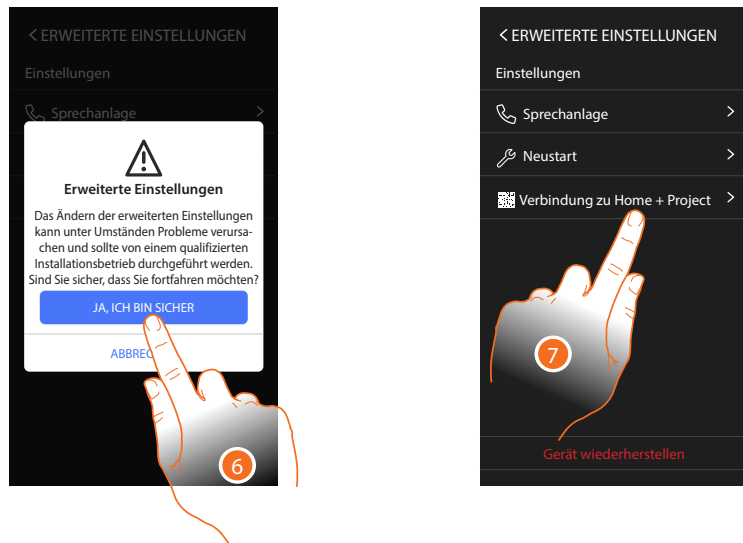 < ERWEITERTE EINSTELLUNGEN
Einstellungen
Sprechanlage >
Erweiterte Einstellungen
Das Ändern der erweiterten Einstellungen
kann unter Umständen Probleme verursa-
chen und sollte von einem qualifizierten
Installationsbetrieb durchgeführt werden.
Sind Sie sicher, dass Sie fortfahren möchten?
JA, ICH BIN SICHER
6
< ERWEITERTE EINSTELLUNGEN
Einstellungen
Sprechanlage >
Neustart >
Verbindung zu Home + Project >
7
Gerät wiederherstellen